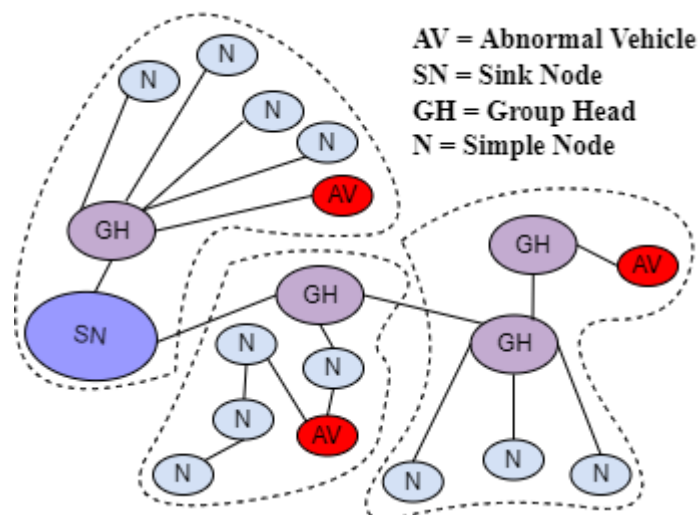 AV = Abnormal Vehicle
SN = Sink Node
GH = Group Head
N = Simple Node
N
N
N
N
AV
GH
SN
GH
AV
GH
GH
N
N
N
AV
N
N
N
N